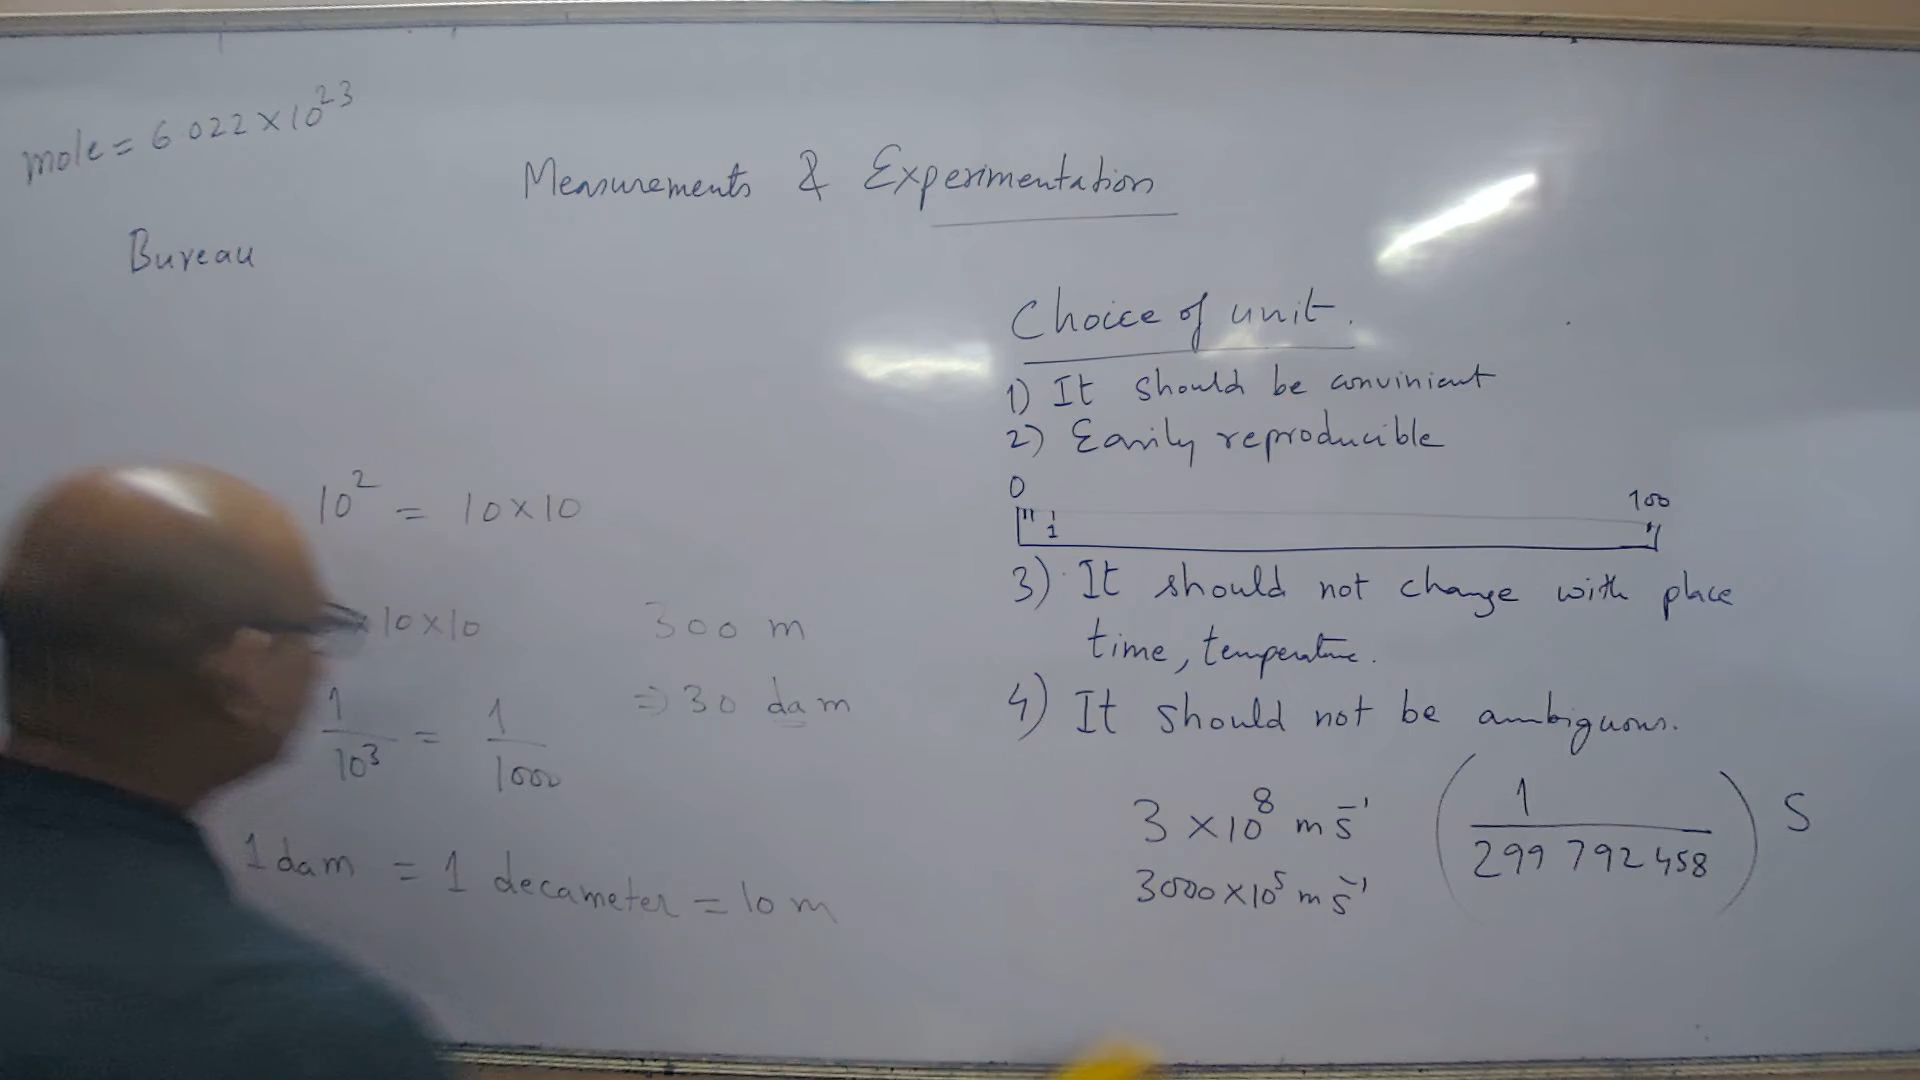 mole = 6 022 × 10²³
Measurements & Experimentation
Bureau
Choice of unit.
1) It should be convinient
2) Easily reproducible
0 100
1
3) It should not change with place
time, temperature.
4) It should not be ambiguous.
3 × 10⁸ m s⁻¹ (1 / 299 792 458) S
3000 × 10⁵ m s⁻¹
10² = 10 × 10
10 × 10
1/10³ = 1/1000
300 m
⇒ 30 dam
1 dam = 1 decameter = 10 m